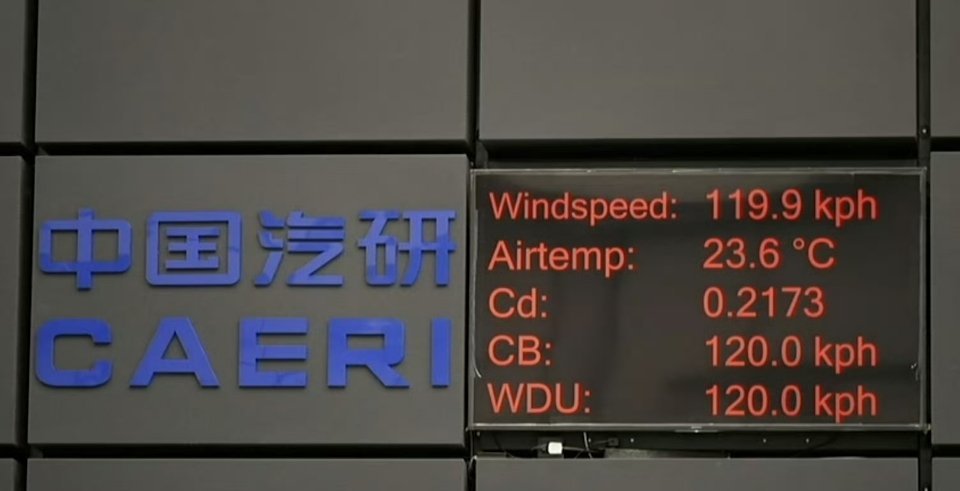 中国汽研
CAERI
Windspeed: 119.9 kph
Airtemp: 23.6 °C
Cd: 0.2173
CB: 120.0 kph
WDU: 120.0 kph